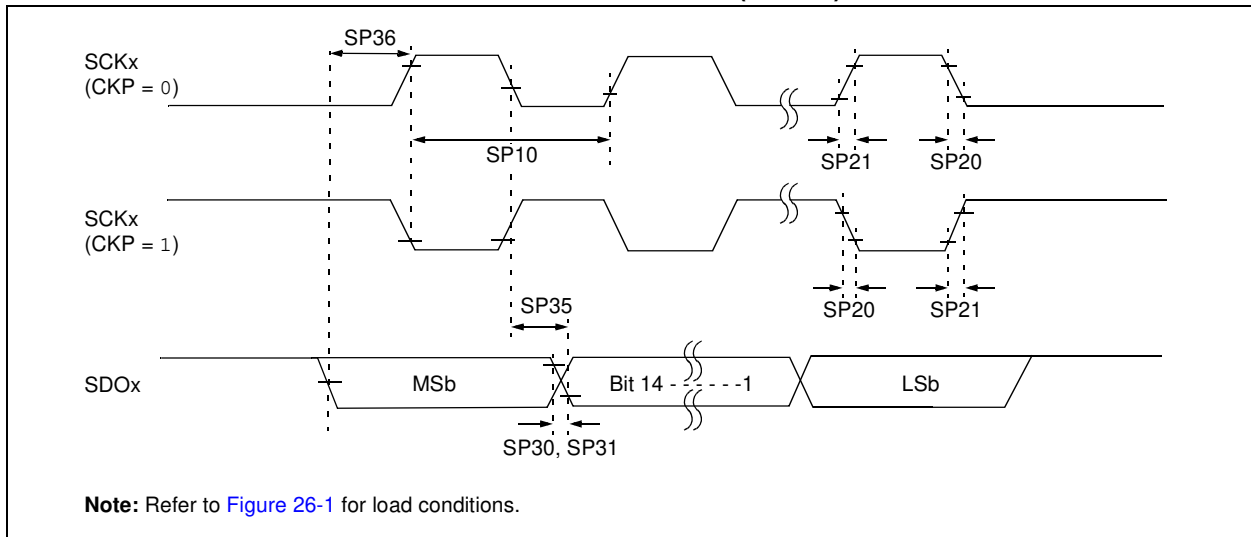 SP36
SCKx
(CKP = 0)
SP10
SP21
SP20
SCKx
(CKP = 1)
SP35
SP20
SP21
SDOx
MSb
Bit 14 - - - - - -1
LSb
SP30, SP31
Note: Refer to Figure 26-1 for load conditions.